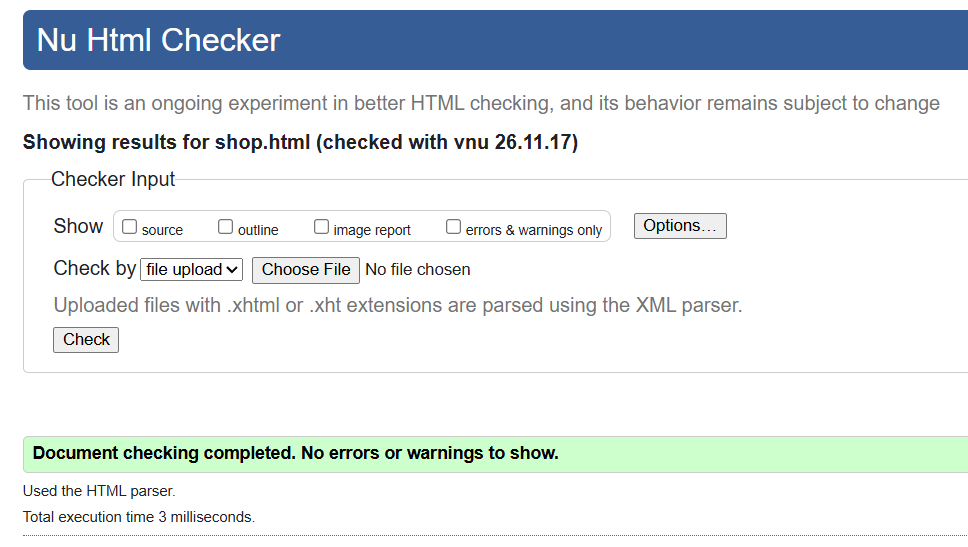 Nu Html Checker
This tool is an ongoing experiment in better HTML checking, and its behavior remains subject to change
Showing results for shop.html (checked with vnu 26.11.17)
Checker Input
Show source outline image report errors & warnings only Options…
Check by file upload Choose File No file chosen
Uploaded files with .xhtml or .xht extensions are parsed using the XML parser.
Check
Document checking completed. No errors or warnings to show.
Used the HTML parser.
Total execution time 3 milliseconds.